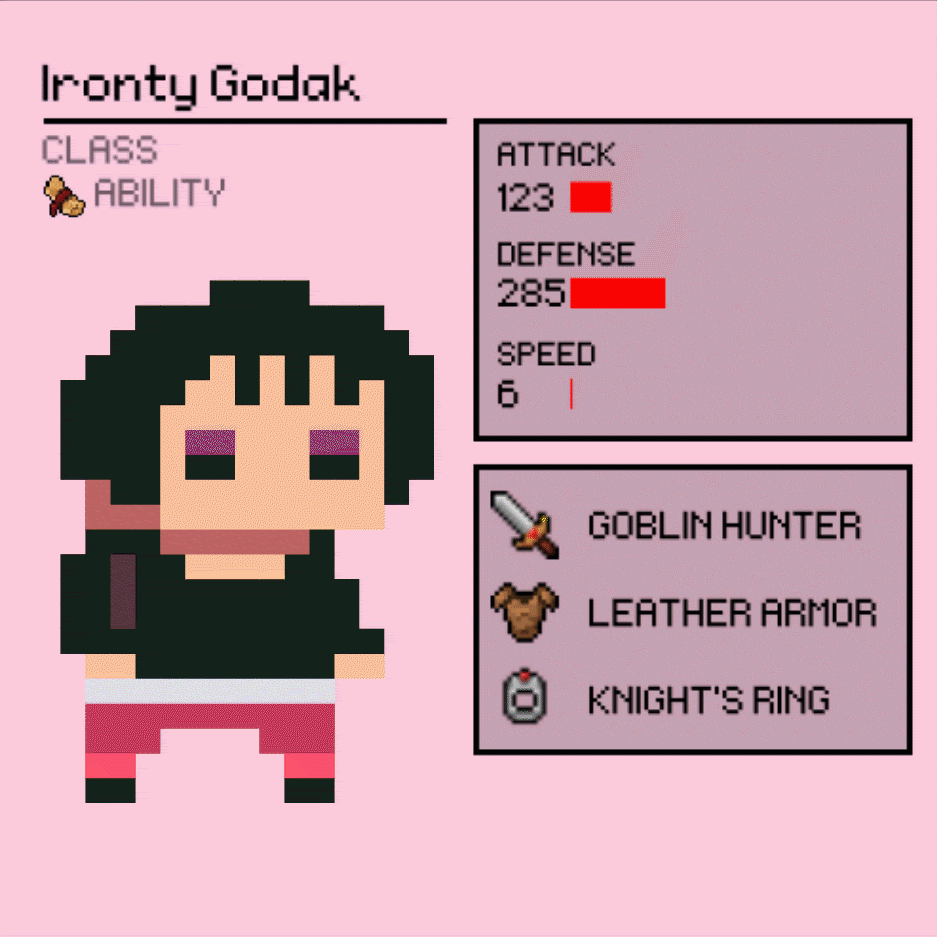 Ironty Godak
CLASS
ABILITY
ATTACK
123
DEFENSE
285
SPEED
6
GOBLIN HUNTER
LEATHER ARMOR
KNIGHT'S RING